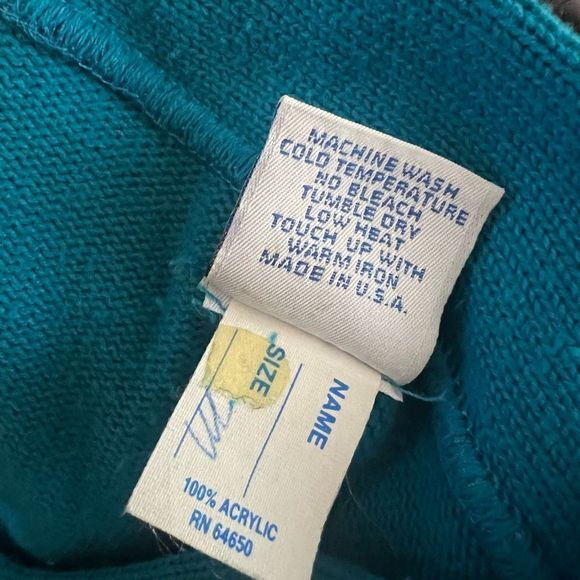 MACHINE WASH
COLD TEMPERATURE
NO BLEACH
TUMBLE DRY
LOW HEAT
TOUCH UP WITH
WARM IRON
MADE IN U.S.A.
NAME
SIZE
100% ACRYLIC
RN 64650